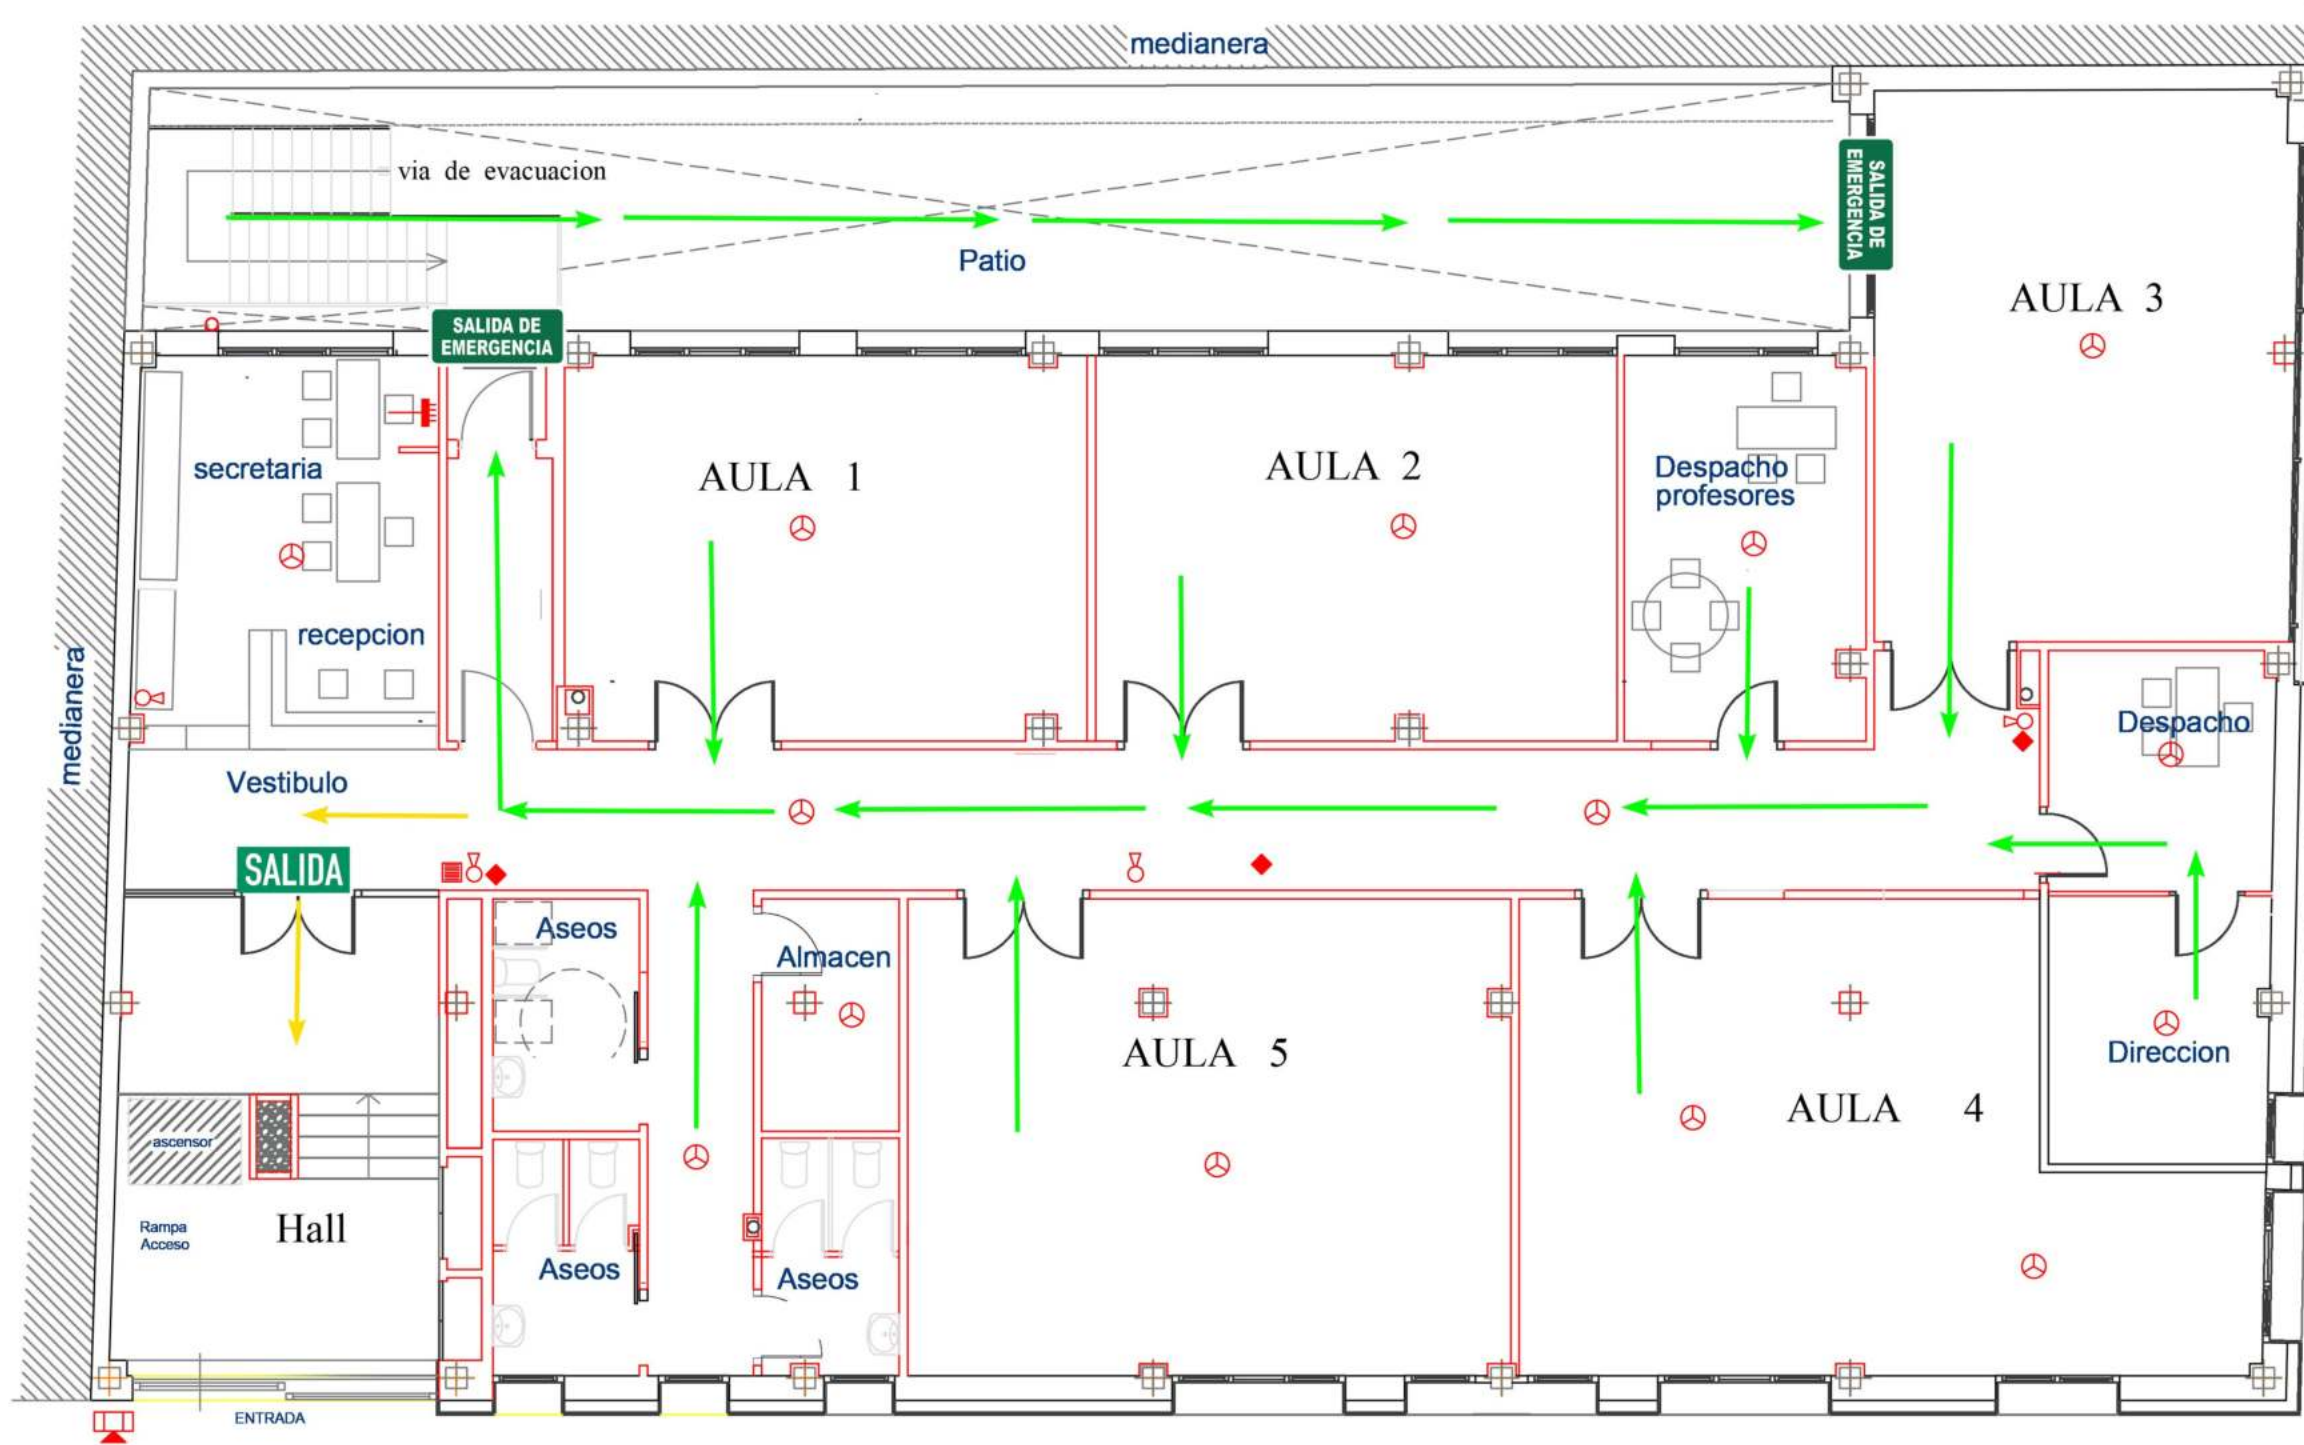 medianera
via de evacuacion
Patio
SALIDA DE
EMERGENCIA
AULA 3
SALIDA DE
EMERGENCIA
secretaria
AULA 1
AULA 2
Despacho
profesores
recepcion
medianera
Despacho
Vestibulo
SALIDA
Aseos
Almacen
AULA 5
Direccion
AULA 4
ascensor
Rampa
Acceso
Hall
Aseos
Aseos
ENTRADA